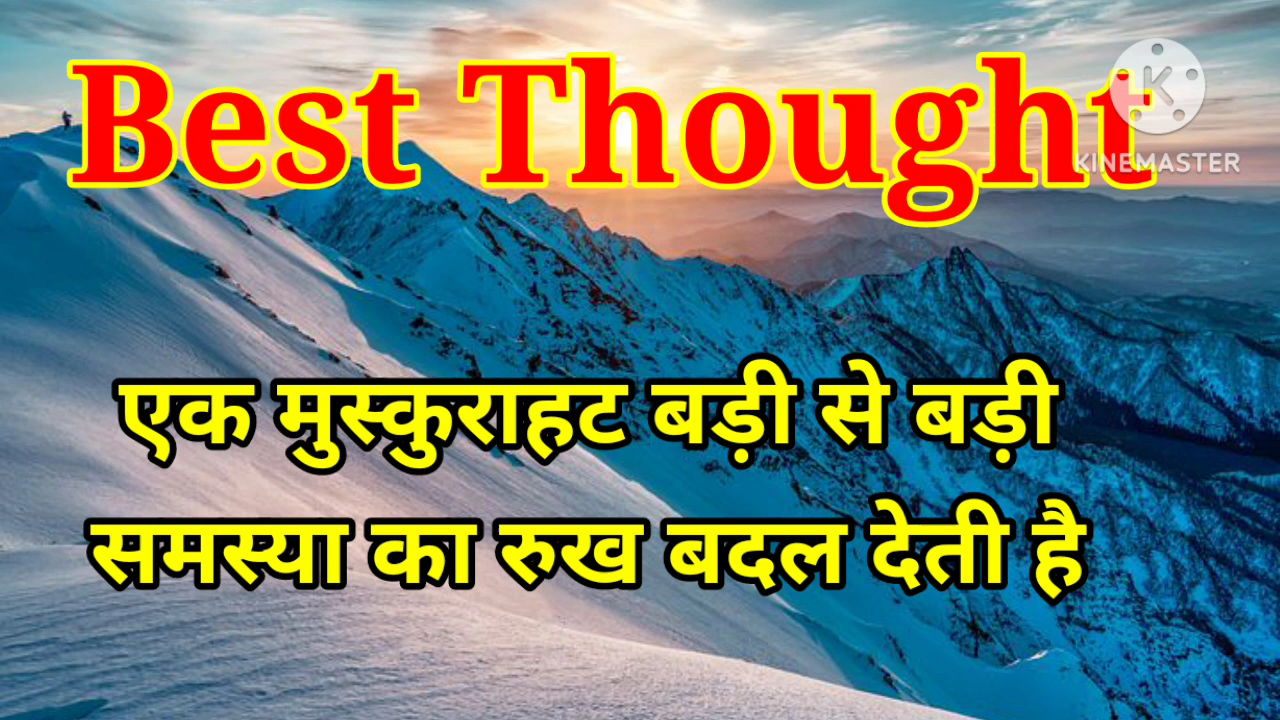 Best Thought
KINEMASTER
एक मुस्कुराहट बड़ी से बड़ी
समस्या का रुख बदल देती है